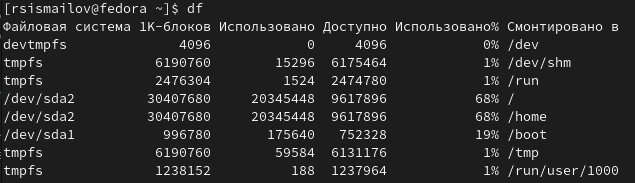 [rsismailov@fedora ~]$ df
Файловая система 1K-блоков Использовано Доступно Использовано% Смонтировано в
devtmpfs 4096 0 4096 0% /dev
tmpfs 6190760 15296 6175464 1% /dev/shm
tmpfs 2476304 1524 2474780 1% /run
/dev/sda2 30407680 20345448 9617896 68% /
/dev/sda2 30407680 20345448 9617896 68% /home
/dev/sda1 996780 175640 752328 19% /boot
tmpfs 6190760 59584 6131176 1% /tmp
tmpfs 1238152 188 1237964 1% /run/user/1000